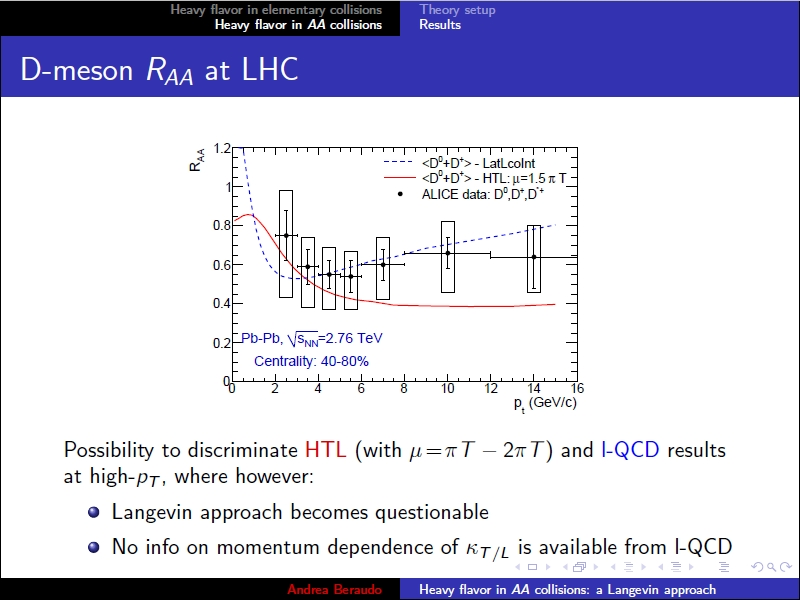 Heavy flavor in elementary collisions
Heavy flavor in AA collisions
Theory setup
Results
D-meson R_AA at LHC
R_AA
1.2
1
0.8
0.6
0.4
0.2
0
<D⁰+D⁺> - LatLcoInt
<D⁰+D⁺> - HTL: μ=1.5 π T
ALICE data: D⁰,D⁺,D*⁺
Pb-Pb, √s_NN=2.76 TeV
Centrality: 40-80%
0 2 4 6 8 10 12 14 16
p_t (GeV/c)
Possibility to discriminate HTL (with μ=πT − 2πT) and l-QCD results
at high-p_T, where however:
Langevin approach becomes questionable
No info on momentum dependence of κ_T/L is available from l-QCD
Andrea Beraudo
Heavy flavor in AA collisions: a Langevin approach